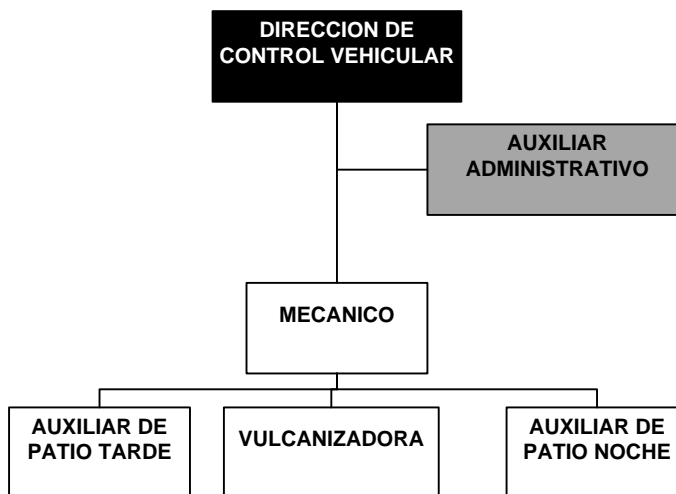 DIRECCION DE
CONTROL VEHICULAR
AUXILIAR
ADMINISTRATIVO
MECANICO
AUXILIAR DE
PATIO TARDE
VULCANIZADORA
AUXILIAR DE
PATIO NOCHE